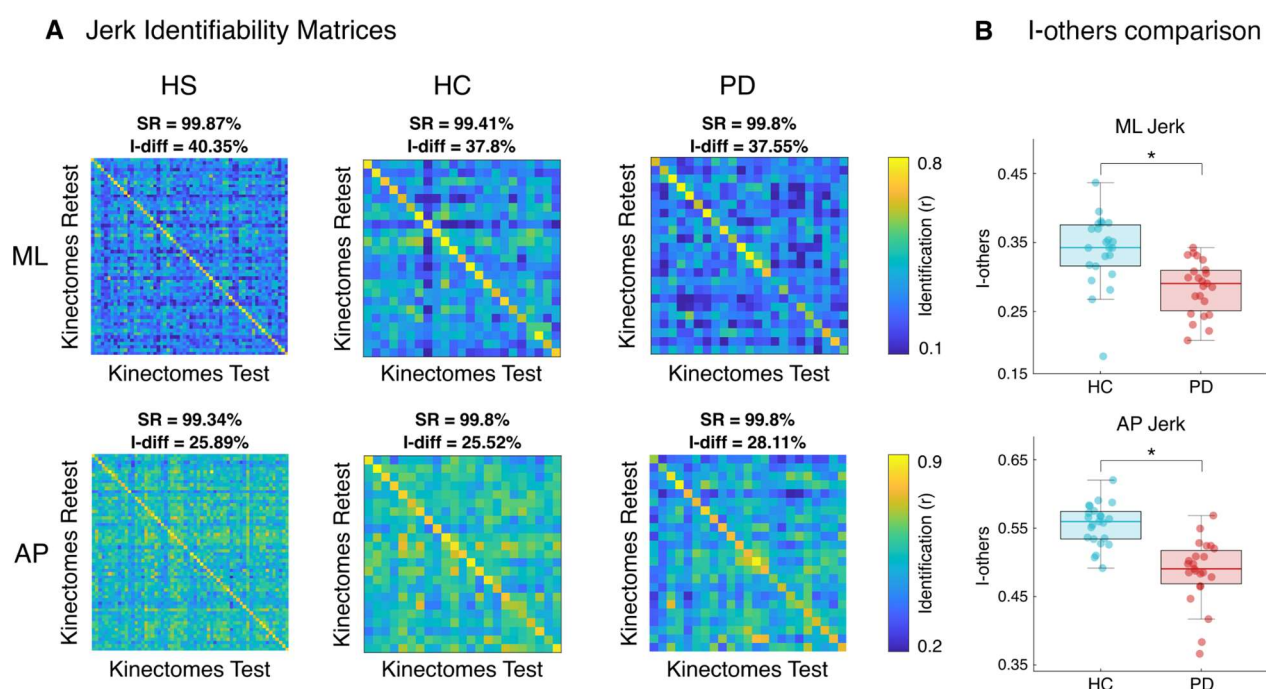 A Jerk Identifiability Matrices
B I-others comparison
HS
HC
PD
ML
SR = 99.87%
I-diff = 40.35%
Kinectomes Retest
Kinectomes Test
SR = 99.41%
I-diff = 37.8%
Kinectomes Retest
Kinectomes Test
SR = 99.8%
I-diff = 37.55%
Kinectomes Retest
Kinectomes Test
0.8
Identification (r)
0.1
ML Jerk
*
I-others
0.45
0.35
0.25
0.15
HC
PD
AP
SR = 99.34%
I-diff = 25.89%
Kinectomes Retest
Kinectomes Test
SR = 99.8%
I-diff = 25.52%
Kinectomes Retest
Kinectomes Test
SR = 99.8%
I-diff = 28.11%
Kinectomes Retest
Kinectomes Test
0.9
Identification (r)
0.2
AP Jerk
*
I-others
0.65
0.55
0.45
0.35
HC
PD